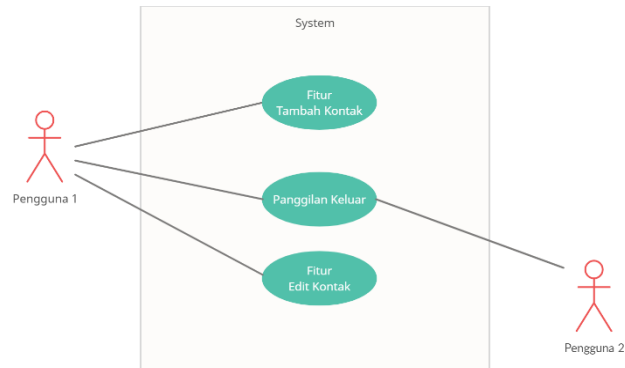 System
Fitur
Tambah Kontak
Pengguna 1
Panggilan Keluar
Fitur
Edit Kontak
Pengguna 2